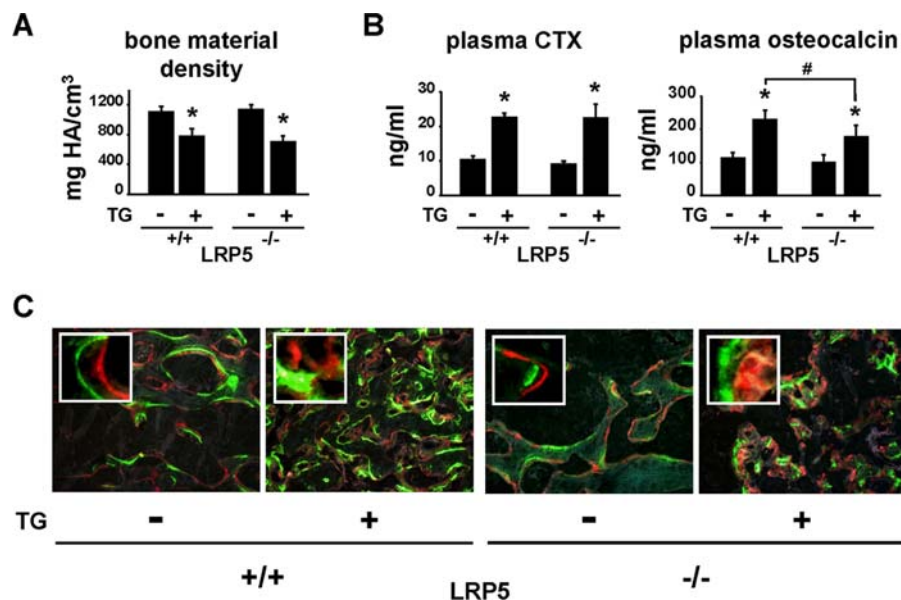 A
bone material
density
mg HA/cm³
1200
800
400
0
TG - + - +
+/+ -/-
LRP5
B
plasma CTX
ng/ml
30
20
10
0
* *
TG - + - +
+/+ -/-
LRP5
plasma osteocalcin
#
ng/ml
300
200
100
0
* *
TG - + - +
+/+ -/-
LRP5
C
TG - + - +
+/+ LRP5 -/-